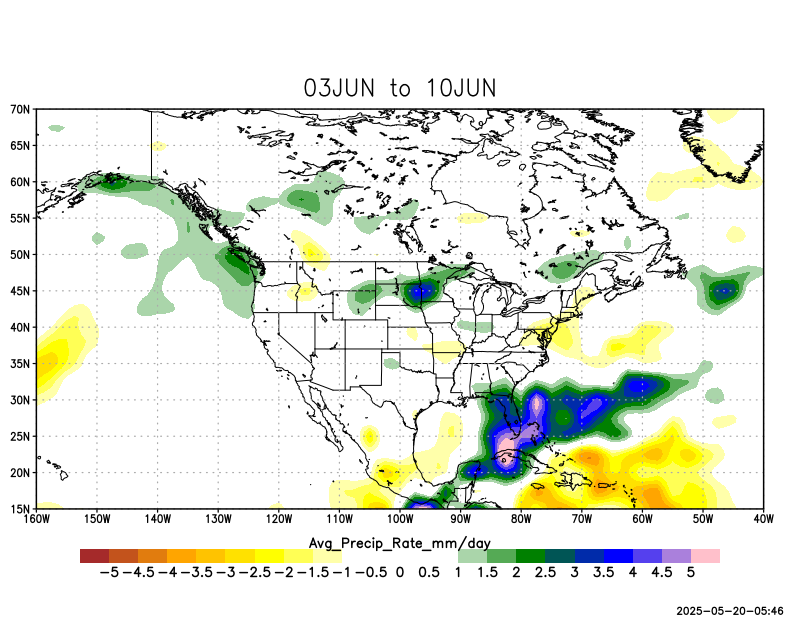 03JUN to 10JUN
70N
65N
60N
55N
50N
45N
40N
35N
30N
25N
20N
15N
160W 150W 140W 130W 120W 110W 100W 90W 80W 70W 60W 50W 40W
Avg_Precip_Rate_mm/day
-5 -4.5 -4 -3.5 -3 -2.5 -2 -1.5 -1 -0.5 0 0.5 1 1.5 2 2.5 3 3.5 4 4.5 5
2025-05-20-05:46